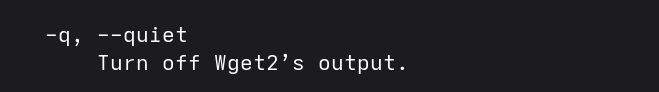 -q, --quiet
Turn off Wget2’s output.